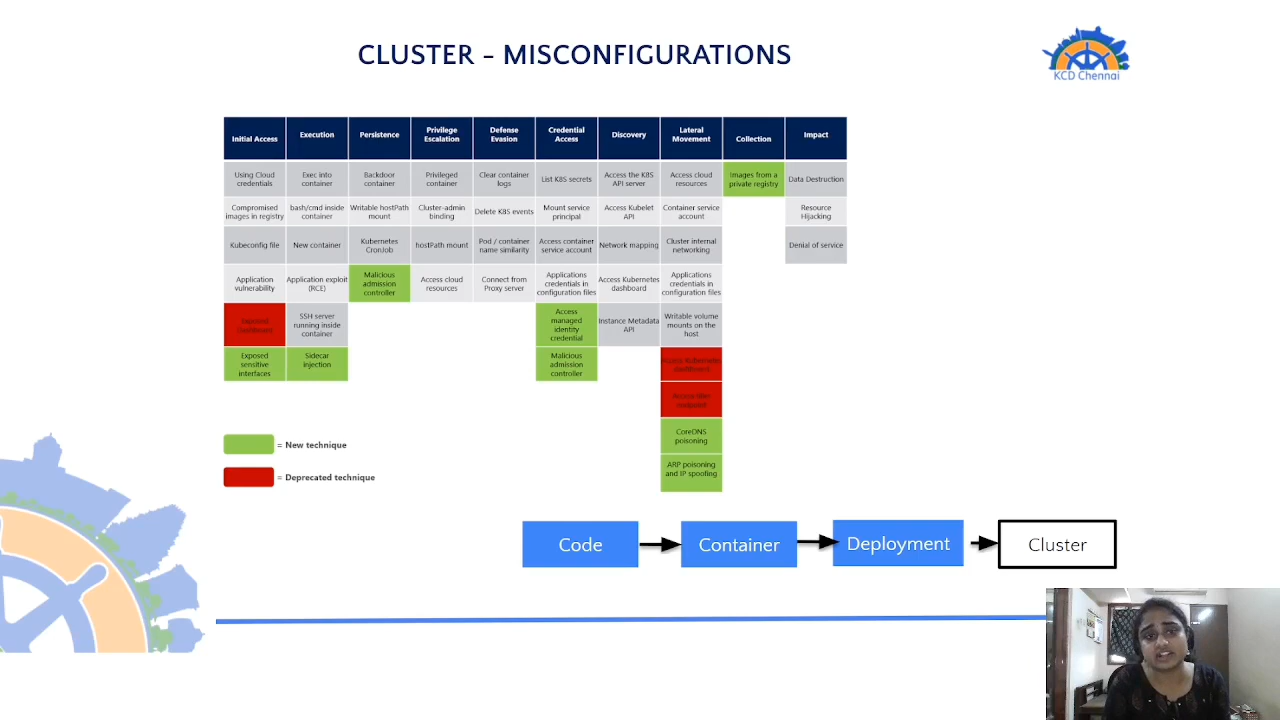 CLUSTER - MISCONFIGURATIONS
KCD Chennai
Initial Access
Execution
Persistence
Privilege
Escalation
Defense
Evasion
Credential
Access
Discovery
Lateral
Movement
Collection
Impact
Using Cloud
credentials
Exec into
container
Backdoor
container
Privileged
container
Clear container
logs
List K8S secrets
Access the K8S
API server
Access cloud
resources
Images from a
private registry
Data Destruction
Compromised
images in registry
bash/cmd inside
container
Writable hostPath
mount
Cluster-admin
binding
Delete K8S events
Mount service
principal
Access Kubelet
API
Container service
account
Resource
Hijacking
Kubeconfig file
New container
Kubernetes
CronJob
hostPath mount
Pod / container
name similarity
Access container
service account
Network mapping
Cluster internal
networking
Denial of service
Application
vulnerability
Application exploit
(RCE)
Malicious
admission
controller
Access cloud
resources
Connect from
Proxy server
Applications
credentials in
configuration files
Access Kubernetes
dashboard
Applications
credentials in
configuration files
Exposed
dashboard
SSH server
running inside
container
Access
managed
identity
credential
Instance Metadata
API
Writable volume
mounts on the
host
Exposed
sensitive
interfaces
Sidecar
injection
Malicious
admission
controller
Access Kubernetes
dashboard
Access tiller
endpoint
CoreDNS
poisoning
ARP poisoning
and IP spoofing
= New technique
= Deprecated technique
Code
Container
Deployment
Cluster